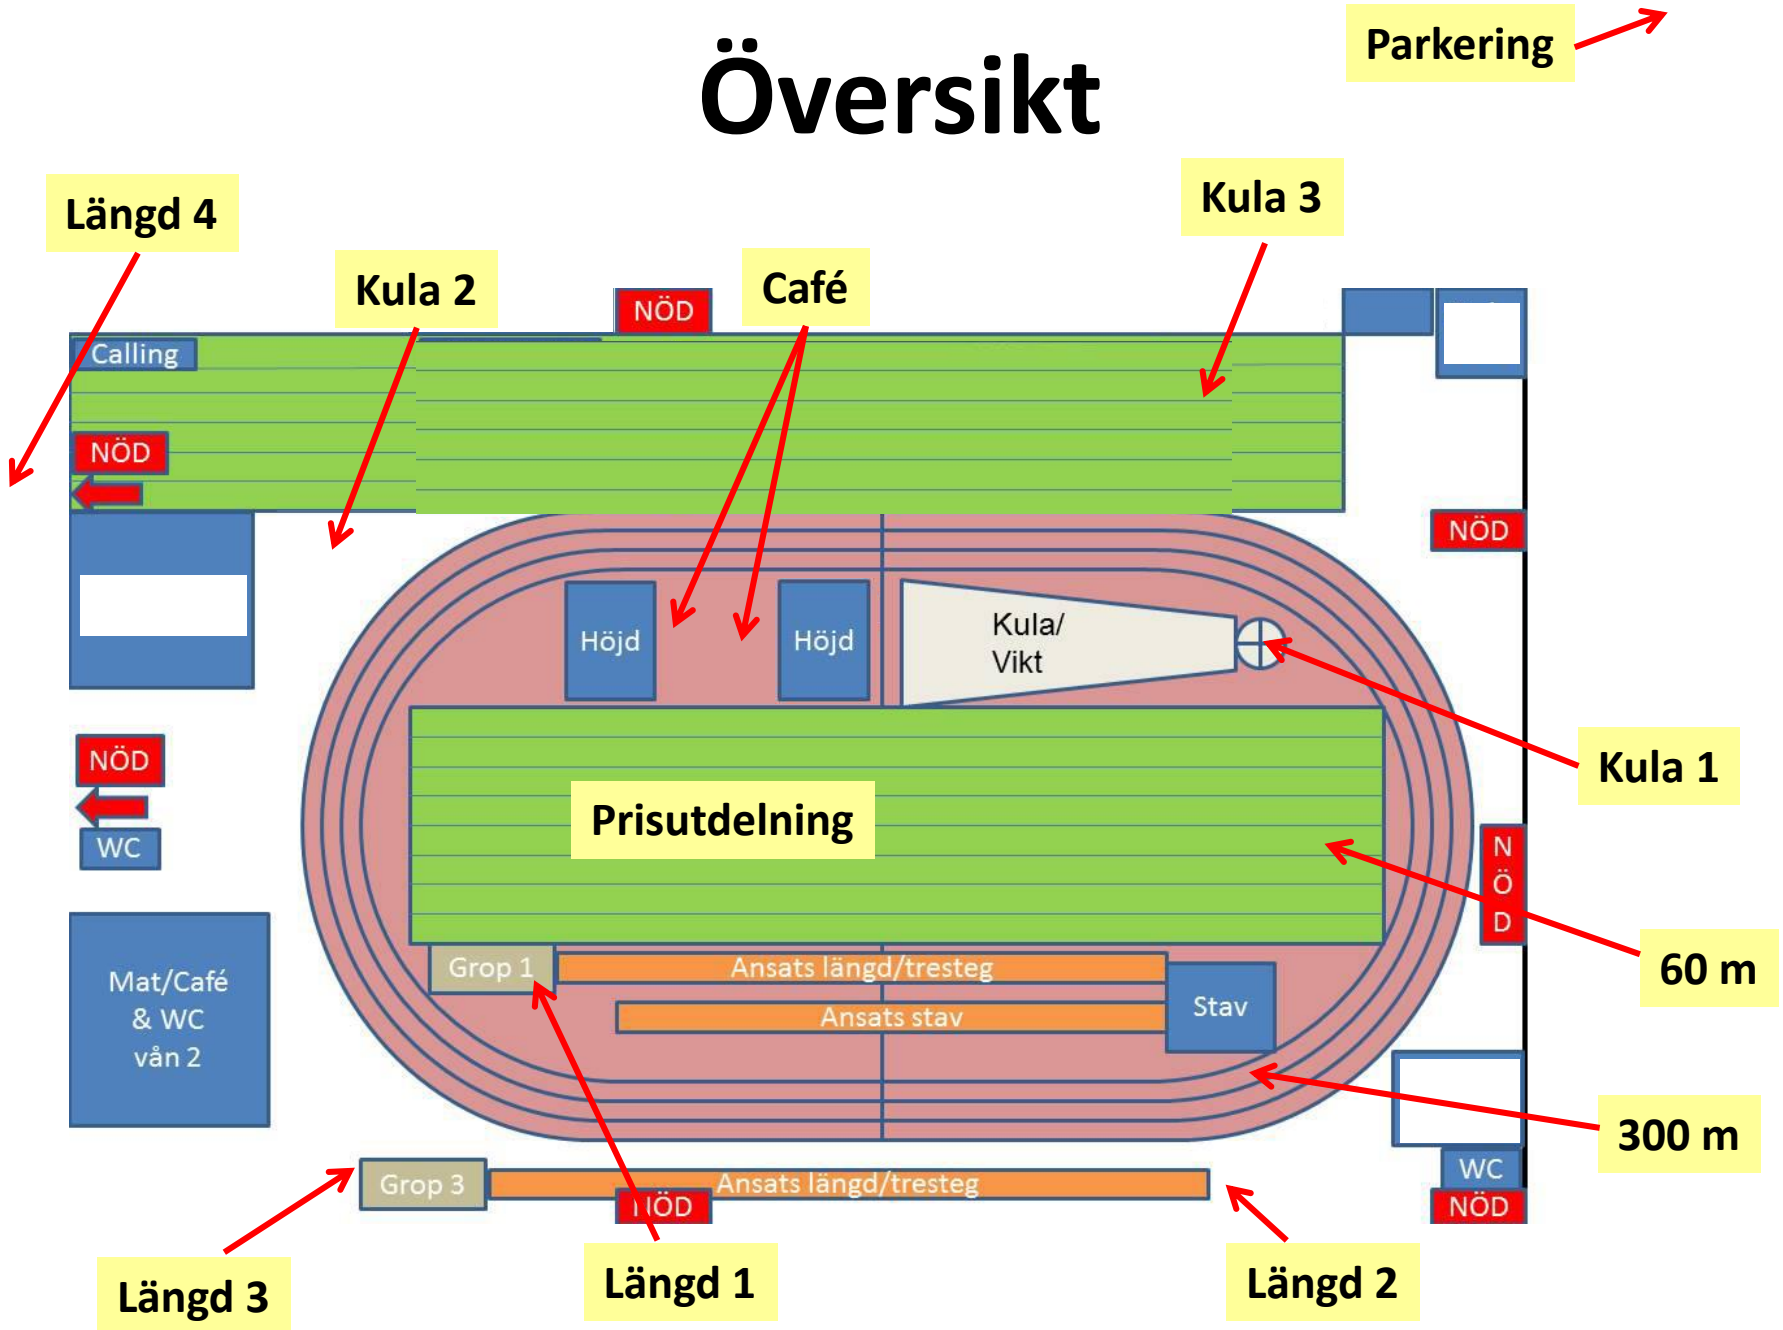 Parkering
Översikt
Längd 4
Kula 3
Kula 2
Café
NÖD
Calling
NÖD
NÖD
Höjd
Höjd
Kula/
Vikt
NÖD
Kula 1
Prisutdelning
WC
N
Ö
D
60 m
Grop 1
Ansats längd/tresteg
Mat/Café
& WC
vån 2
Ansats stav
Stav
300 m
Grop 3
Ansats längd/tresteg
WC
NÖD
NÖD
Längd 3
Längd 1
Längd 2